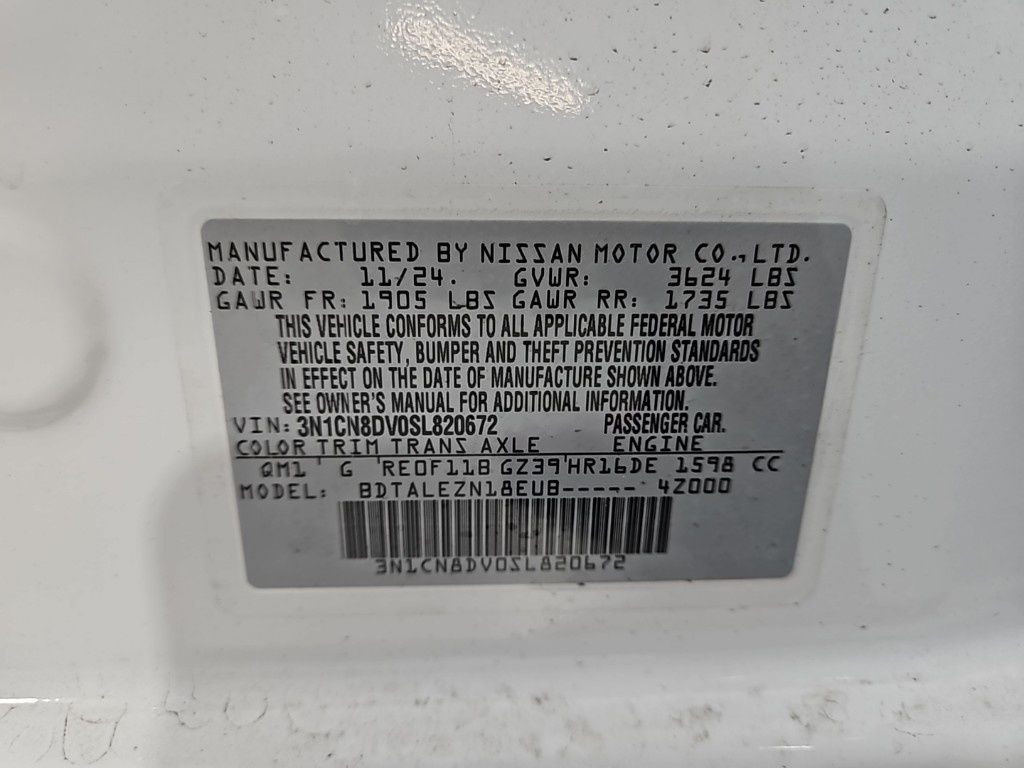 MANUFACTURED BY NISSAN MOTOR CO.,LTD.
DATE: 11/24. GVWR: 3624 LBS
GAWR FR: 1905 LBS GAWR RR: 1735 LBS
THIS VEHICLE CONFORMS TO ALL APPLICABLE FEDERAL MOTOR
VEHICLE SAFETY, BUMPER AND THEFT PREVENTION STANDARDS
IN EFFECT ON THE DATE OF MANUFACTURE SHOWN ABOVE.
SEE OWNER'S MANUAL FOR ADDITIONAL INFORMATION.
VIN: 3N1CN8DV0SL820672 PASSENGER CAR.
COLOR TRIM TRANS AXLE ENGINE
QM1 G RE0F11B GZ39 HR16DE 1598 CC
MODEL: BDTALEZN18EUB----- 4Z000
3N1CN8DV0SL820672